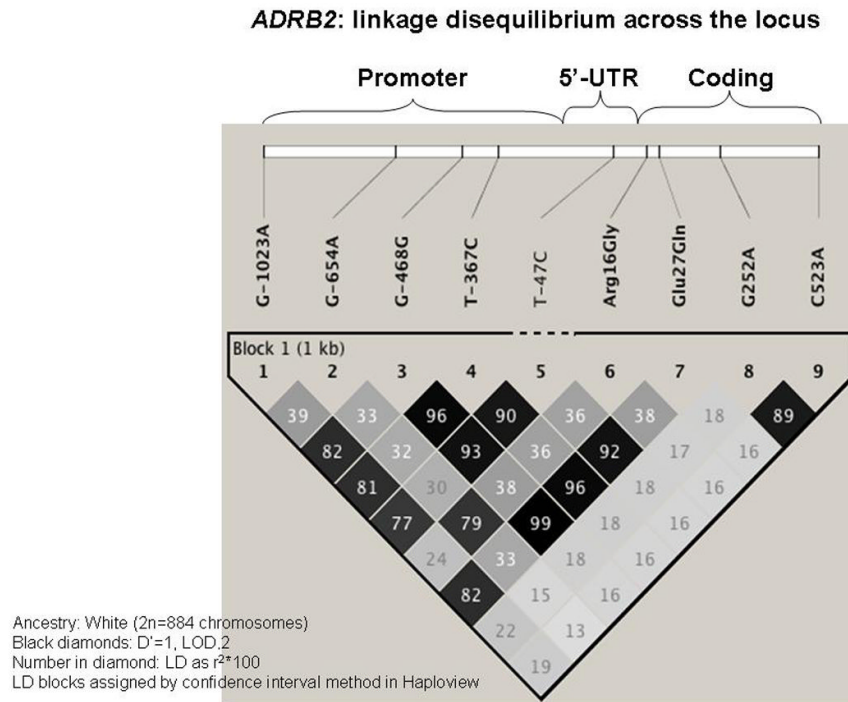 ADRB2: linkage disequilibrium across the locus
Promoter 5’-UTR Coding
G-1023A G-654A G-468G T-367C T-47C Arg16Gly Glu27Gln G252A C523A
Block 1 (1 kb)
1 2 3 4 5 6 7 8 9
39 33 96 90 36 38 18 89
82 32 93 36 92 17 16
81 30 38 96 18 16
77 79 99 18 16
24 33 18 16
82 15 16
22 13
19
Ancestry: White (2n=884 chromosomes)
Black diamonds: D’=1, LOD.2
Number in diamond: LD as r²*100
LD blocks assigned by confidence interval method in Haploview